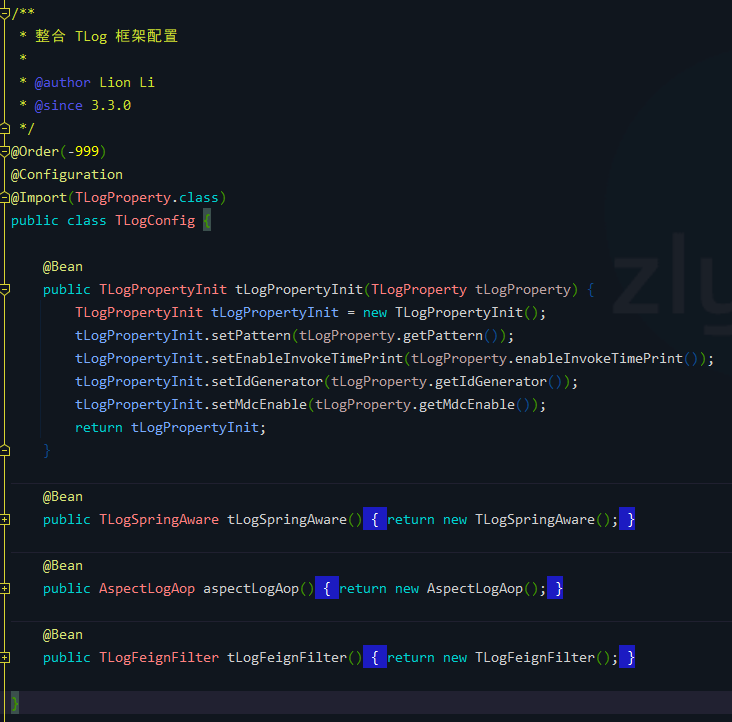 /**
 * 整合 TLog 框架配置
 *
 * @author Lion Li
 * @since 3.3.0
 */
@Order(-999)
@Configuration
@Import(TLogProperty.class)
public class TLogConfig {
    @Bean
    public TLogPropertyInit tLogPropertyInit(TLogProperty tLogProperty) {
        TLogPropertyInit tLogPropertyInit = new TLogPropertyInit();
        tLogPropertyInit.setPattern(tLogProperty.getPattern());
        tLogPropertyInit.setEnableInvokeTimePrint(tLogProperty.enableInvokeTimePrint());
        tLogPropertyInit.setIdGenerator(tLogProperty.getIdGenerator());
        tLogPropertyInit.setMdcEnable(tLogProperty.getMdcEnable());
        return tLogPropertyInit;
    }
    @Bean
    public TLogSpringAware tLogSpringAware() { return new TLogSpringAware(); }
    @Bean
    public AspectLogAop aspectLogAop() { return new AspectLogAop(); }
    @Bean
    public TLogFeignFilter tLogFeignFilter() { return new TLogFeignFilter(); }
}